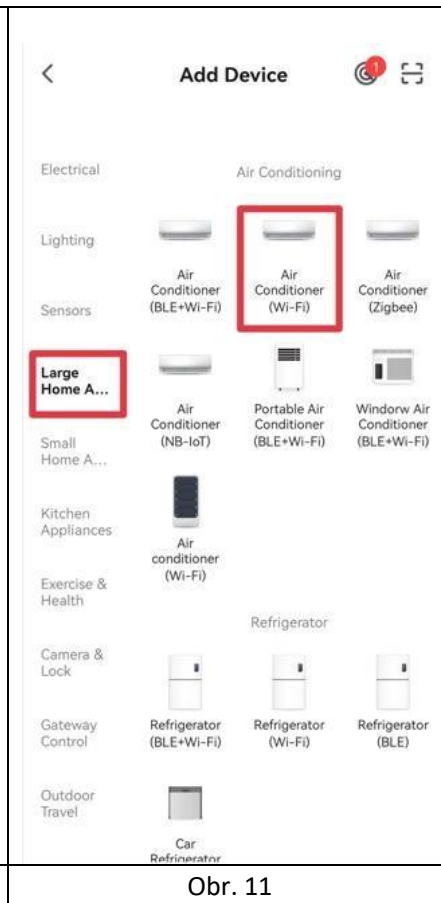 Add Device
1
Electrical
Lighting
Sensors
Large
Home A...
Small
Home A...
Kitchen
Appliances
Exercise &
Health
Camera &
Lock
Gateway
Control
Outdoor
Travel
Air Conditioning
Air
Conditioner
(BLE+Wi-Fi)
Air
Conditioner
(Wi-Fi)
Air
Conditioner
(Zigbee)
Air
Conditioner
(NB-IoT)
Portable Air
Conditioner
(BLE+Wi-Fi)
Windorw Air
Conditioner
(BLE+Wi-Fi)
Air
conditioner
(Wi-Fi)
Refrigerator
Refrigerator
(BLE+Wi-Fi)
Refrigerator
(Wi-Fi)
Refrigerator
(BLE)
Car
Refrigerator
Obr. 11